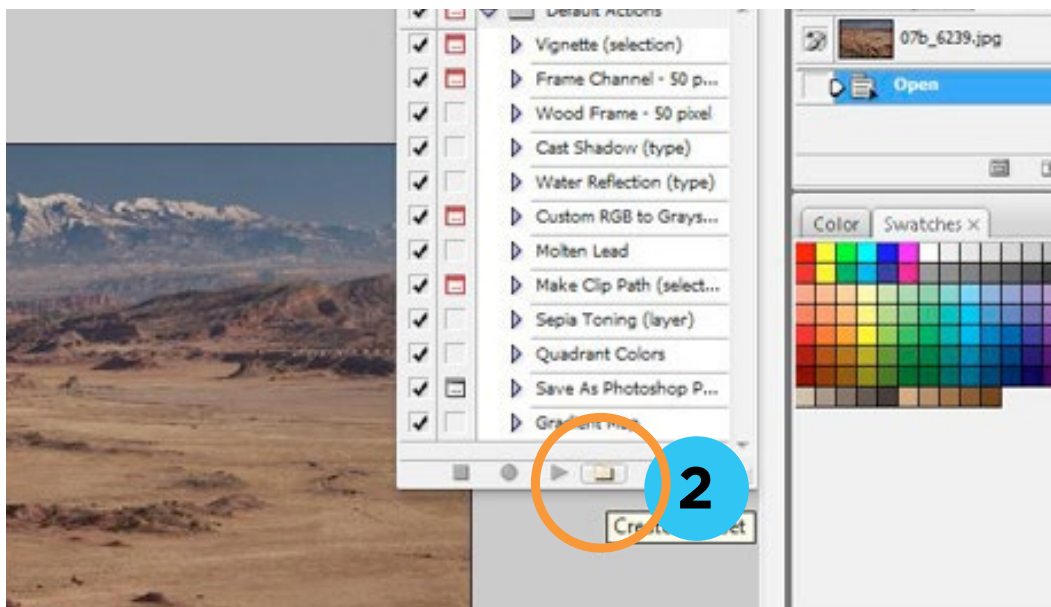 Default Actions
Vignette (selection)
Frame Channel - 50 p...
Wood Frame - 50 pixel
Cast Shadow (type)
Water Reflection (type)
Custom RGB to Grays...
Molten Lead
Make Clip Path (select...
Sepia Toning (layer)
Quadrant Colors
Save As Photoshop P...
Gradient Map
2
07b_6239.jpg
Open
Color
Swatches